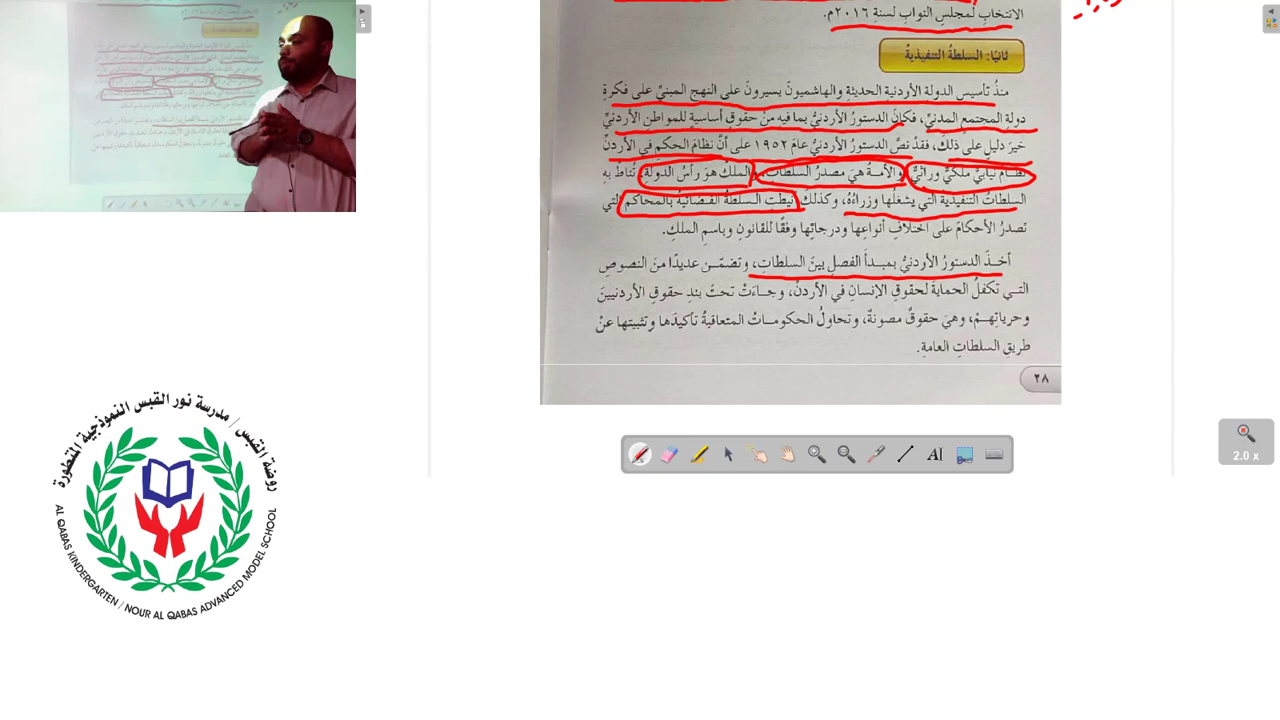 الانتخاب لمجلسِ النوابِ لسنةِ ٢٠١٦م.
ثانيًا: السلطةُ التنفيذيةُ
منذُ تأسيسِ الدولةِ الأردنيةِ الحديثةِ والهاشميونَ يسيرونَ على النهجِ المبنيِّ على فكرةِ
دولةِ المجتمعِ المدنيِّ، فكانَ الدستورُ الأردنيُّ بما فيه منْ حقوقٍ أساسيةٍ للمواطنِ الأردنيِّ
خيرَ دليلٍ على ذلكَ، فقدْ نصَّ الدستورُ الأردنيُّ عامَ ١٩٥٢ على أنَّ نظامَ الحكمِ في الأردنِّ
نظامٌ نيابيٌّ ملكيٌّ وراثيٌّ، والأمةُ هيَ مصدرُ السلطاتِ، والملكُ هوَ رأسُ الدولةِ، تُناطُ بهِ
السلطاتُ التنفيذيةُ التي يشغلُها وزراؤهُ، وكذلكَ نيطت السلطةُ القضائيةُ بالمحاكمِ التي
تصدرُ الأحكامَ على اختلافِ أنواعِها ودرجاتِها وفقًا للقانونِ وباسمِ الملكِ.
أخذَ الدستورُ الأردنيُّ بمبدأ الفصلِ بينَ السلطاتِ، وتضمّنَ عديدًا منَ النصوصِ
التي تكفلُ الحمايةَ لحقوقِ الإنسانِ في الأردنّ، وجاءَتْ تحتَ بندِ حقوقِ الأردنيينَ
وحرياتِهمْ، وهيَ حقوقٌ مصونةٌ، وتحاولُ الحكوماتُ المتعاقبةُ تأكيدَها وتثبيتها عنْ
طريقِ السلطاتِ العامةِ.
٢٨
AI
2.0 x
روضة القبس / مدرسة نور القبس النموذجية المتطورة
AL QABAS KINDERGARTEN / NOUR AL QABAS ADVANCED MODEL SCHOOL